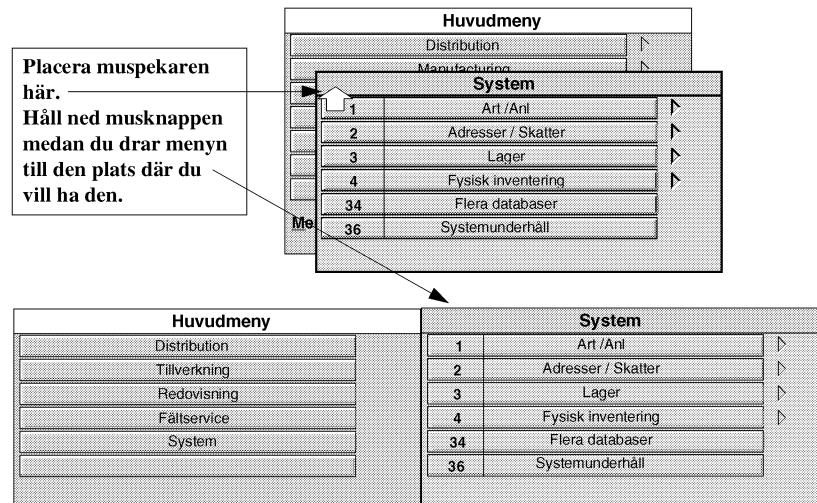 Huvudmeny
Distribution
Manufacturing
Placera muspekaren
här.
Håll ned musknappen
medan du drar menyn
till den plats där du
vill ha den.
System
1 Art /Anl
2 Adresser / Skatter
3 Lager
4 Fysisk inventering
34 Flera databaser
36 Systemunderhåll
Me
Huvudmeny
Distribution
Tillverkning
Redovisning
Fältservice
System
System
1 Art /Anl
2 Adresser / Skatter
3 Lager
4 Fysisk inventering
34 Flera databaser
36 Systemunderhåll